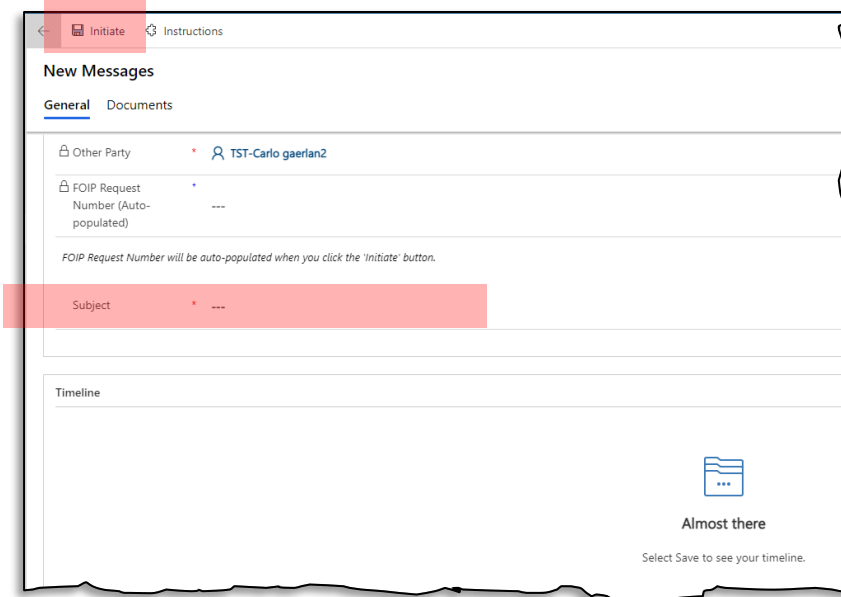 Initiate Instructions
New Messages
General Documents
Other Party * TST-Carlo gaerlan2
FOIP Request *
Number (Auto- ---
populated)
FOIP Request Number will be auto-populated when you click the 'Initiate' button.
Subject * ---
Timeline
Almost there
Select Save to see your timeline.